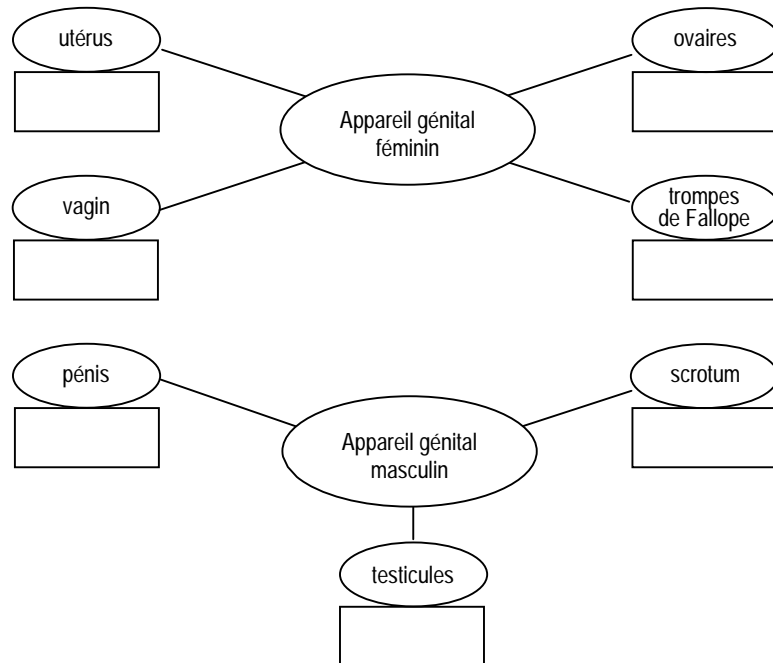 utérus
ovaires
Appareil génital
féminin
vagin
trompes
de Fallope
pénis
scrotum
Appareil génital
masculin
testicules